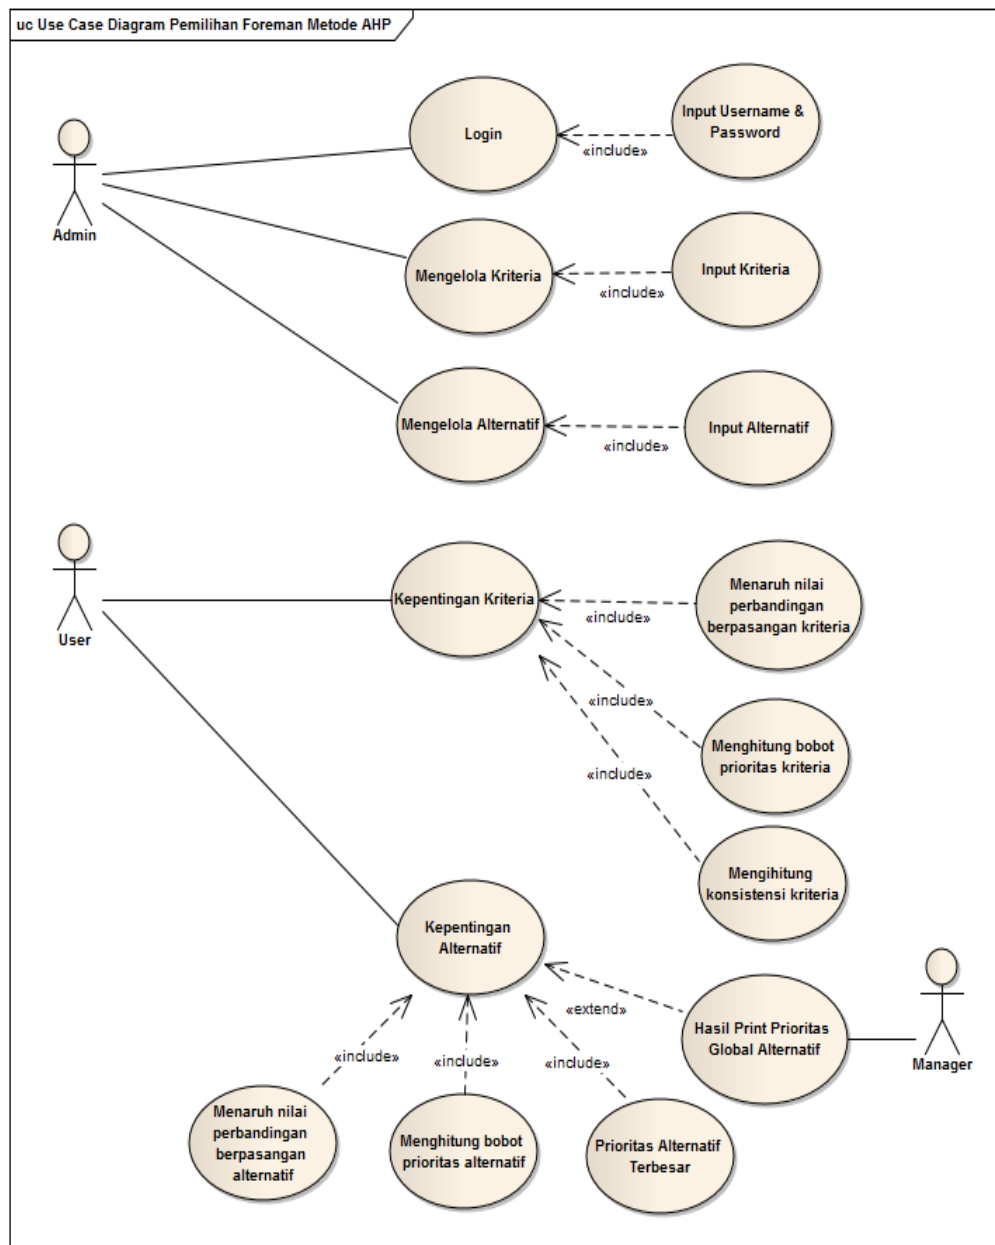 uc Use Case Diagram Pemilihan Foreman Metode AHP
Input Username &
Password
Login
«include»
Admin
Mengelola Kriteria
Input Kriteria
«include»
Mengelola Alternatif
Input Alternatif
«include»
User
Kepentingan Kriteria
Menaruh nilai
perbandingan
berpasangan kriteria
«include»
«include»
Menghitung bobot
prioritas kriteria
«include»
Mengihitung
konsistensi kriteria
Kepentingan
Alternatif
«extend»
Hasil Print Prioritas
Global Alternatif
Manager
«include»
«include»
«include»
Menaruh nilai
perbandingan
berpasangan
alternatif
Menghitung bobot
prioritas alternatif
Prioritas Alternatif
Terbesar